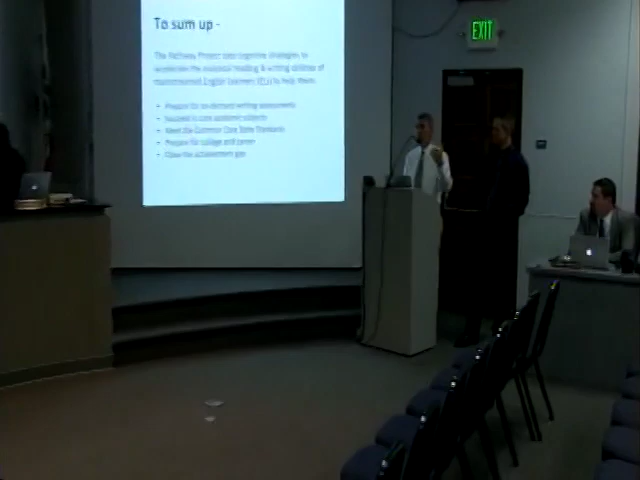 To sum up -
EXIT
The Pathway Project uses cognitive strategies to
accelerate the analytical reading & writing abilities of
mainstreamed English Learners (ELs) to help them:
- Prepare for on-demand writing assessments
- Succeed in core academic subjects
- Meet the Common Core State Standards
- Prepare for college and career
- Close the achievement gap